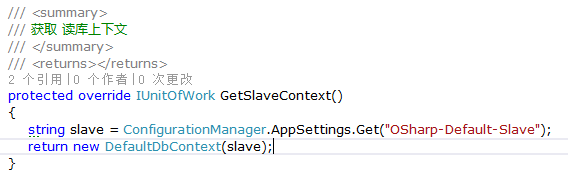 /// <summary>
/// 获取 读库上下文
/// </summary>
/// <returns></returns>
2 个引用|0 个作者|0 次更改
protected override IUnitOfWork GetSlaveContext()
{
    string slave = ConfigurationManager.AppSettings.Get("OSharp-Default-Slave");
    return new DefaultDbContext(slave);
}